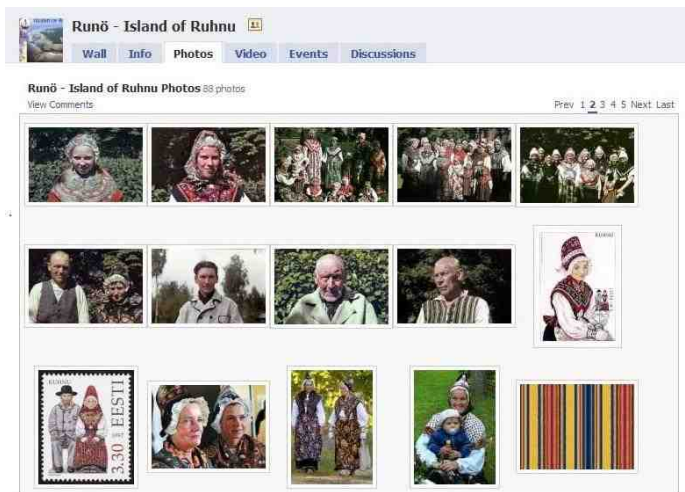 Runö - Island of Ruhnu
Wall Info Photos Video Events Discussions
Runö - Island of Ruhnu Photos 88 photos
View Comments
Prev 1 2 3 4 5 Next Last
RUHNU
RUHNU
EESTI
3.30